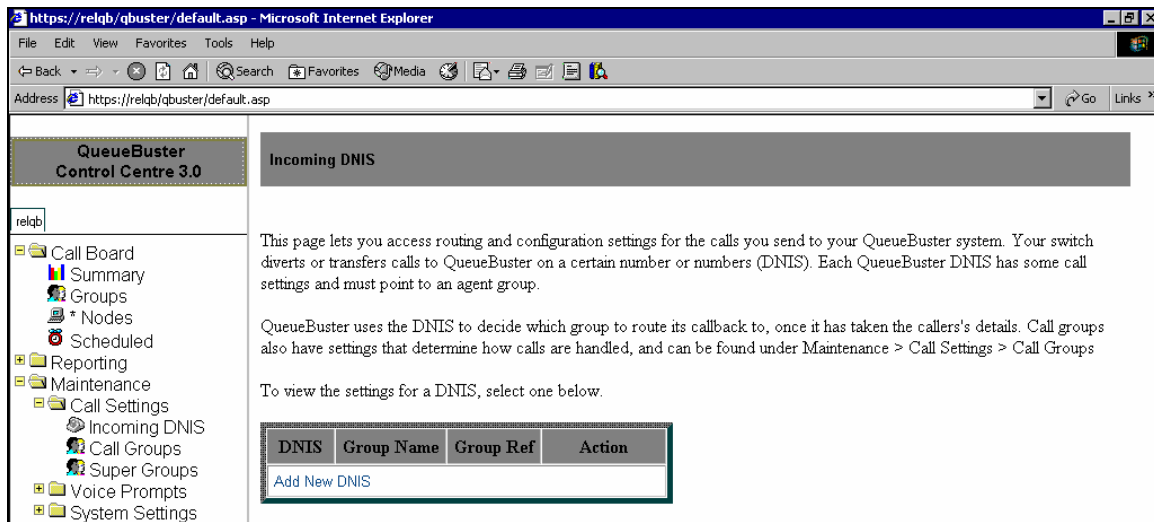 https://relqb/qbuster/default.asp - Microsoft Internet Explorer
File Edit View Favorites Tools Help
Back Search Favorites Media
Address https://relqb/qbuster/default.asp Go Links »
QueueBuster
Control Centre 3.0
relqb
Call Board
Summary
Groups
* Nodes
Scheduled
Reporting
Maintenance
Call Settings
Incoming DNIS
Call Groups
Super Groups
Voice Prompts
System Settings
Incoming DNIS
This page lets you access routing and configuration settings for the calls you send to your QueueBuster system. Your switch
diverts or transfers calls to QueueBuster on a certain number or numbers (DNIS). Each QueueBuster DNIS has some call
settings and must point to an agent group.
QueueBuster uses the DNIS to decide which group to route its callback to, once it has taken the callers's details. Call groups
also have settings that determine how calls are handled, and can be found under Maintenance > Call Settings > Call Groups
To view the settings for a DNIS, select one below.
DNIS Group Name Group Ref Action
Add New DNIS